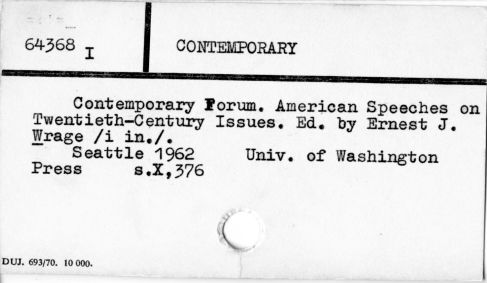 64368 I
CONTEMPORARY
Contemporary Forum. American Speeches on
Twentieth-Century Issues. Ed. by Ernest J.
Wrage /i in./.
Seattle 1962 Univ. of Washington
Press s.X,376
DUJ. 693/70. 10 000.